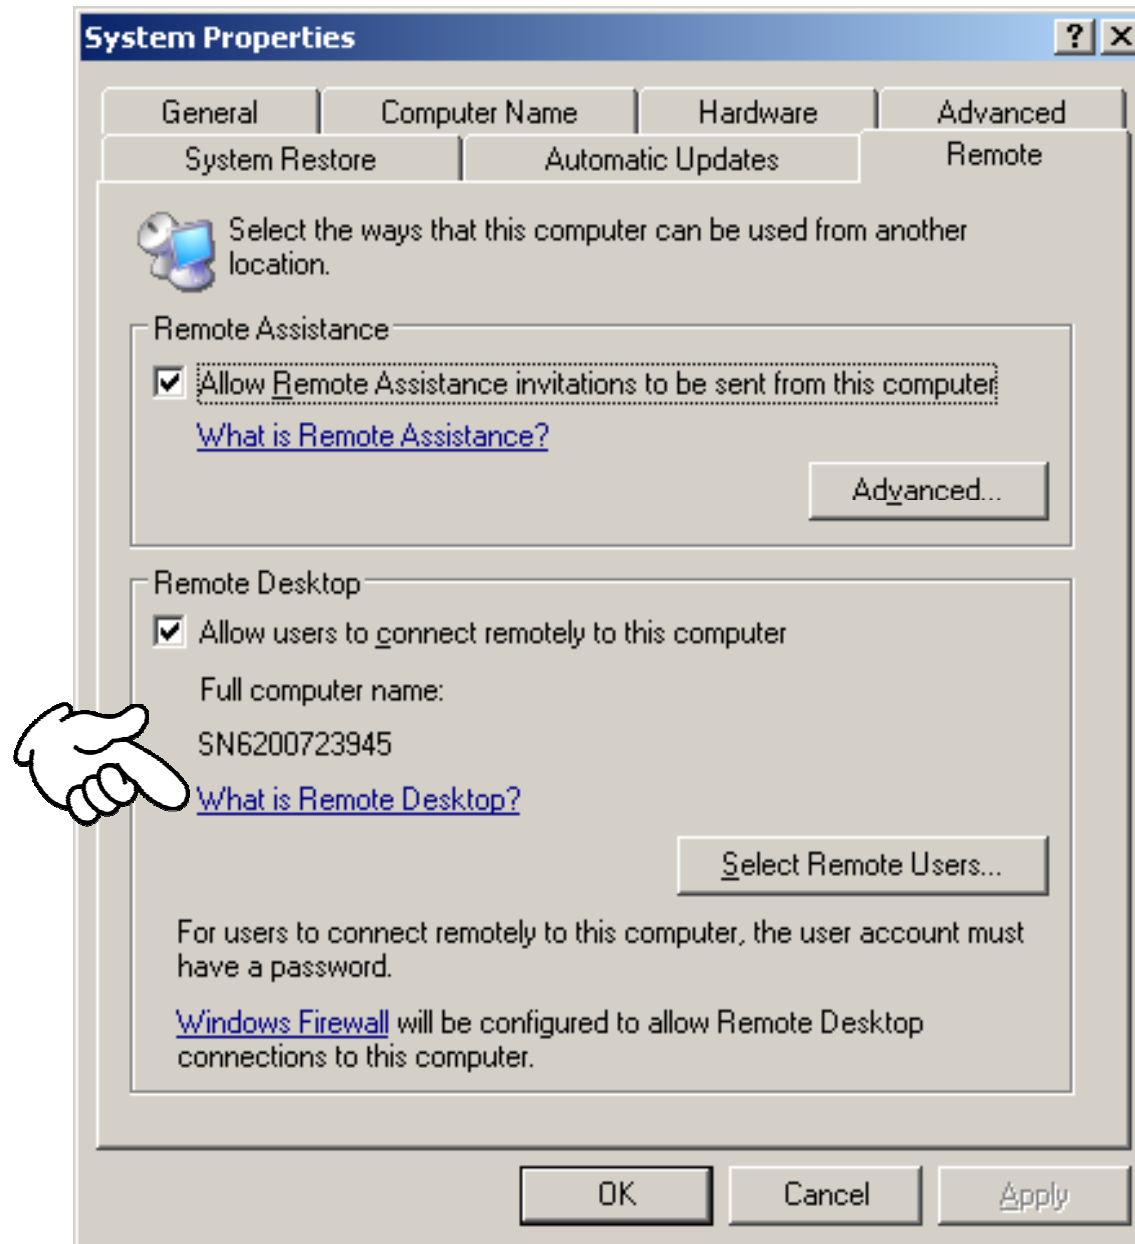 System Properties
General
Computer Name
Hardware
Advanced
System Restore
Automatic Updates
Remote
Select the ways that this computer can be used from another
location.
Remote Assistance
Allow Remote Assistance invitations to be sent from this computer
What is Remote Assistance?
Advanced...
Remote Desktop
Allow users to connect remotely to this computer
Full computer name:
SN6200723945
What is Remote Desktop?
Select Remote Users...
For users to connect remotely to this computer, the user account must
have a password.
Windows Firewall will be configured to allow Remote Desktop
connections to this computer.
OK
Cancel
Apply